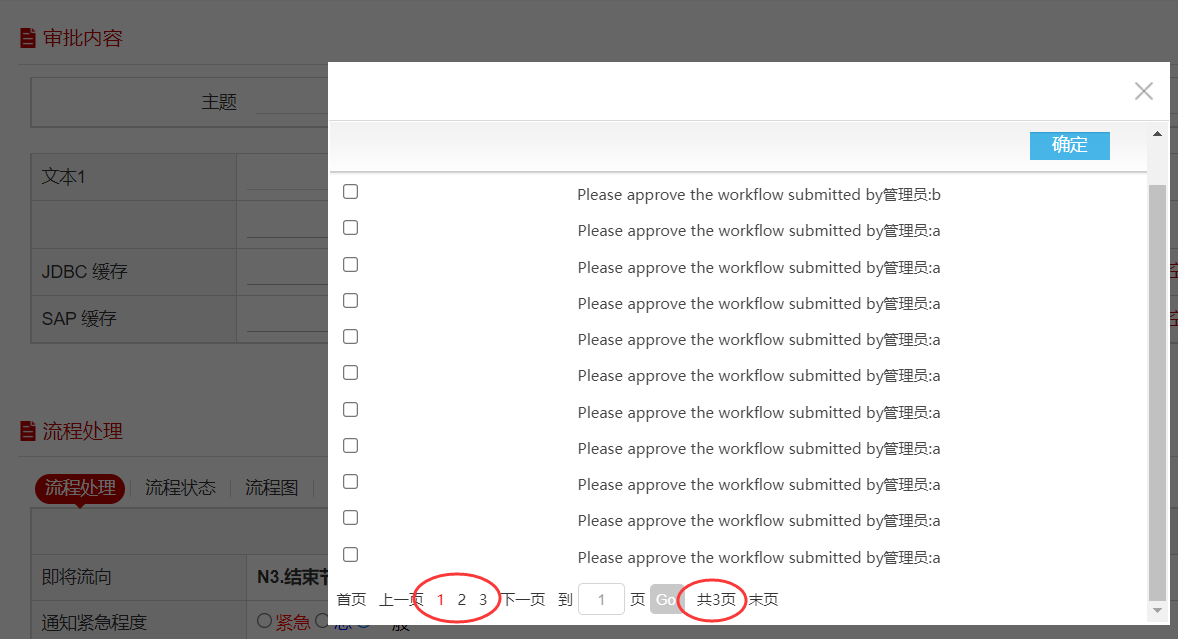 审批内容
主题
确定
文本1
JDBC 缓存
SAP 缓存
Please approve the workflow submitted by管理员:b
Please approve the workflow submitted by管理员:a
Please approve the workflow submitted by管理员:a
Please approve the workflow submitted by管理员:a
Please approve the workflow submitted by管理员:a
Please approve the workflow submitted by管理员:a
Please approve the workflow submitted by管理员:a
Please approve the workflow submitted by管理员:a
Please approve the workflow submitted by管理员:a
Please approve the workflow submitted by管理员:a
Please approve the workflow submitted by管理员:a
首页 上一页 1 2 3 下一页 到 1 页 Go 共3页 末页
流程处理
流程处理 流程状态 流程图
即将流向 N3.结束节
通知紧急程度 紧急